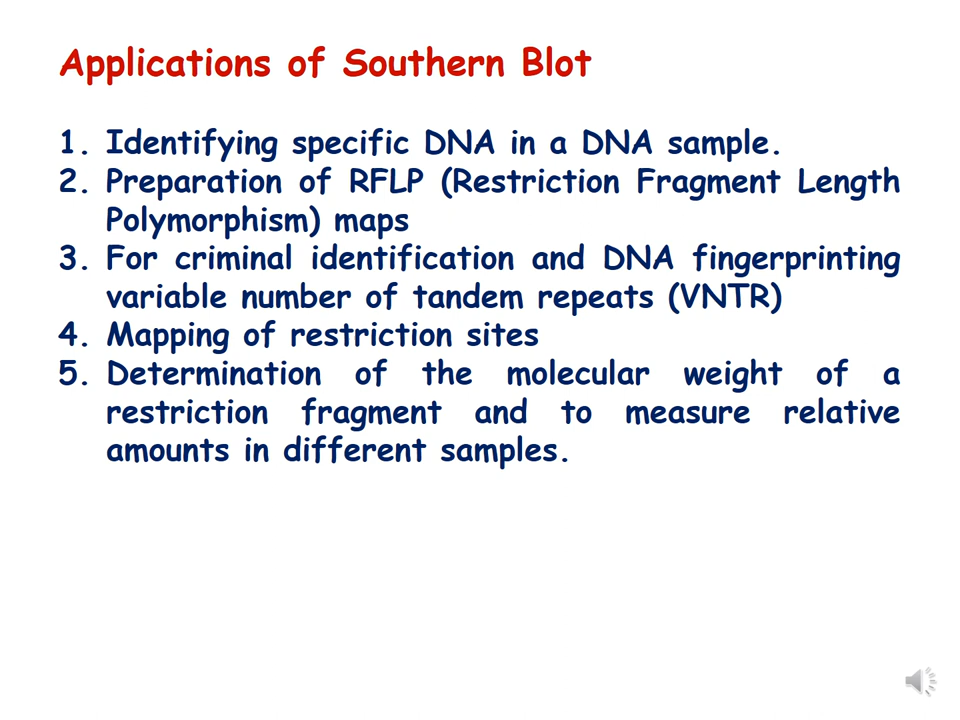 Applications of Southern Blot
1. Identifying specific DNA in a DNA sample.
2. Preparation of RFLP (Restriction Fragment Length
Polymorphism) maps
3. For criminal identification and DNA fingerprinting
variable number of tandem repeats (VNTR)
4. Mapping of restriction sites
5. Determination of the molecular weight of a
restriction fragment and to measure relative
amounts in different samples.